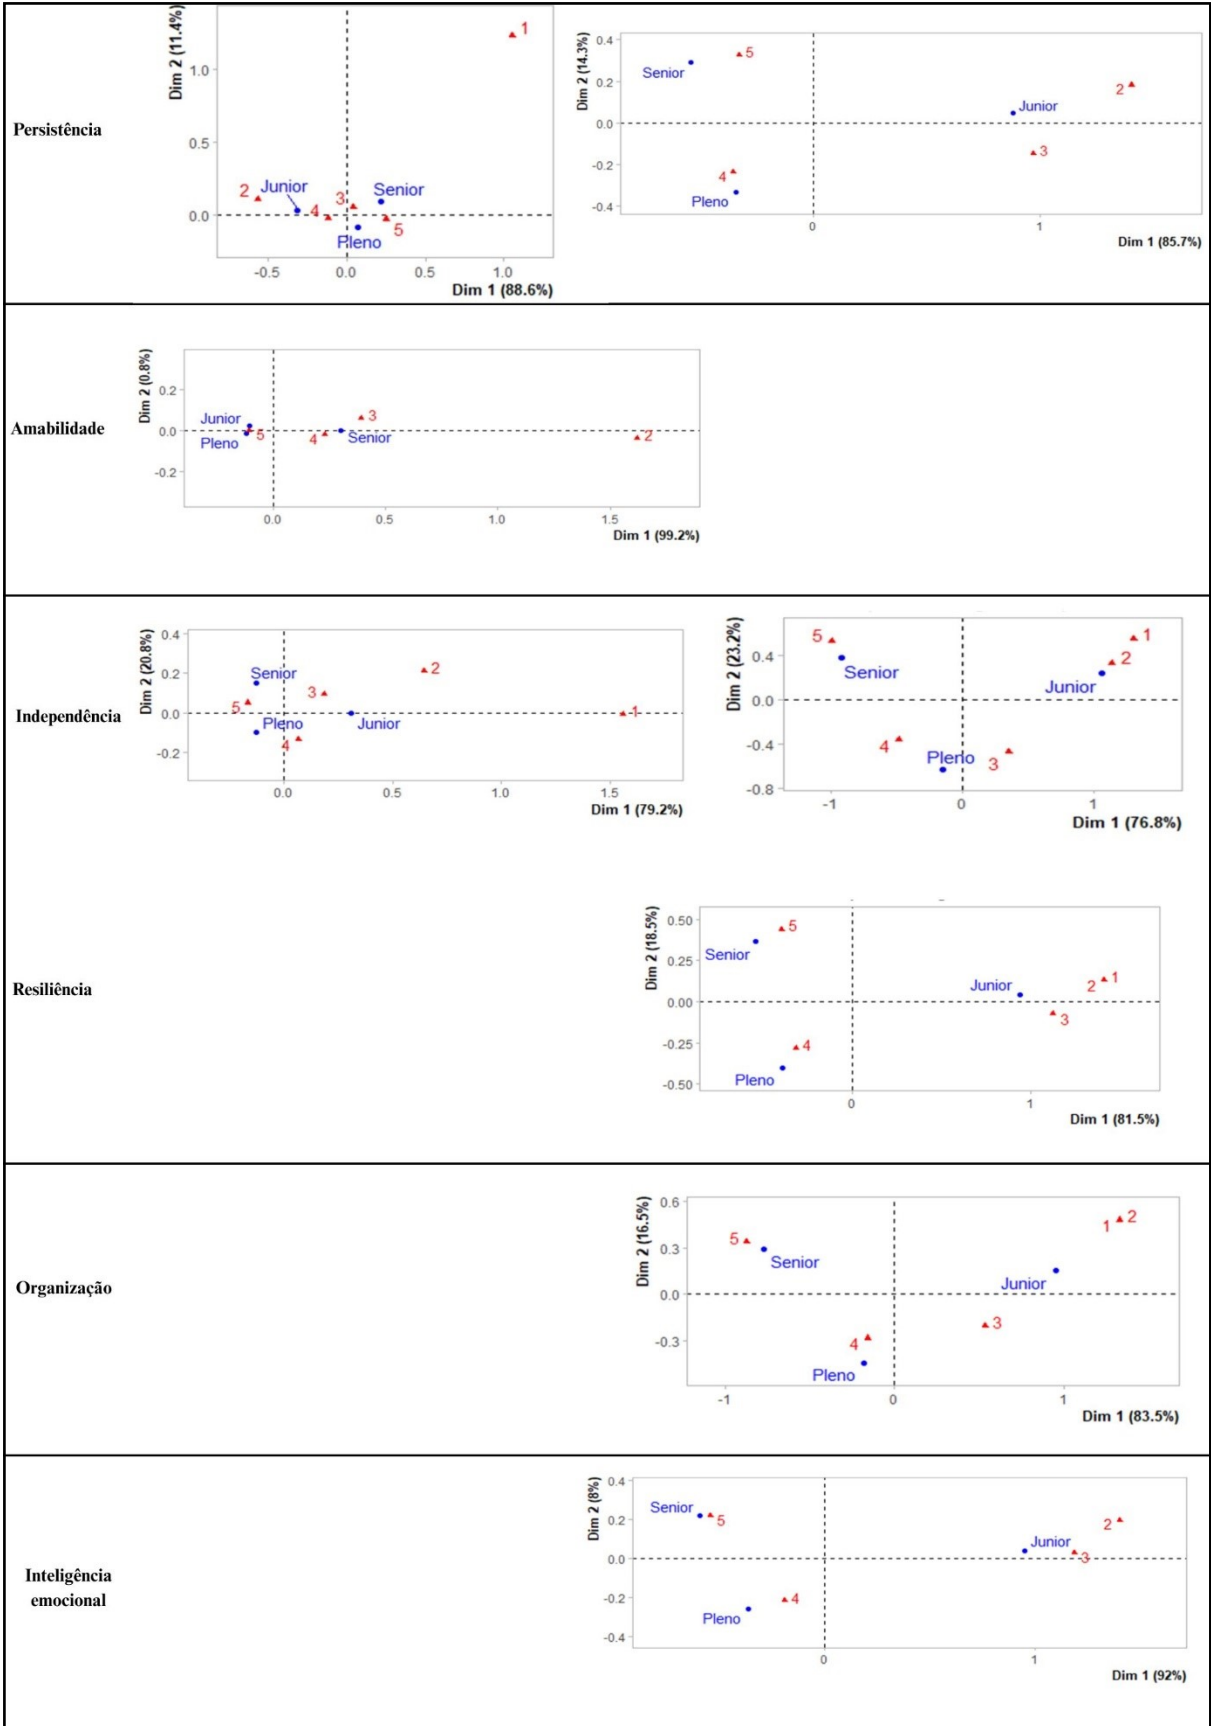 Persistência
Dim 2 (11.4%)
1.0
0.5
0.0
1
2 Junior
3 Senior
4
5
Pleno
-0.5 0.0 0.5 1.0
Dim 1 (88.6%)
Dim 2 (14.3%)
0.4
0.2
0.0
-0.2
-0.4
5
Senior
2
Junior
3
4
Pleno
0 1
Dim 1 (85.7%)
Amabilidade
Dim 2 (0.8%)
0.2
0.0
-0.2
Junior
3
5
Pleno
4 Senior
2
0.0 0.5 1.0 1.5
Dim 1 (99.2%)
Independência
Dim 2 (20.8%)
0.4
0.2
0.0
-0.2
Senior
2
3
5
1
Pleno Junior
4
0.0 0.5 1.0 1.5
Dim 1 (79.2%)
Dim 2 (23.2%)
0.4
0.0
-0.4
-0.8
5 1
Senior 2
Junior
4
Pleno 3
-1 0 1
Dim 1 (76.8%)
Resiliência
Dim 2 (18.5%)
0.50
0.25
0.00
-0.25
-0.50
5
Senior
Junior 2 1
3
4
Pleno
0 1
Dim 1 (81.5%)
Organização
Dim 2 (16.5%)
0.6
0.3
0.0
-0.3
1 2
5
Senior
Junior
3
4
Pleno
-1 0 1
Dim 1 (83.5%)
Inteligência
emocional
Dim 2 (8%)
0.4
0.2
0.0
-0.2
-0.4
Senior
5
2
Junior
3
4
Pleno
0 1
Dim 1 (92%)